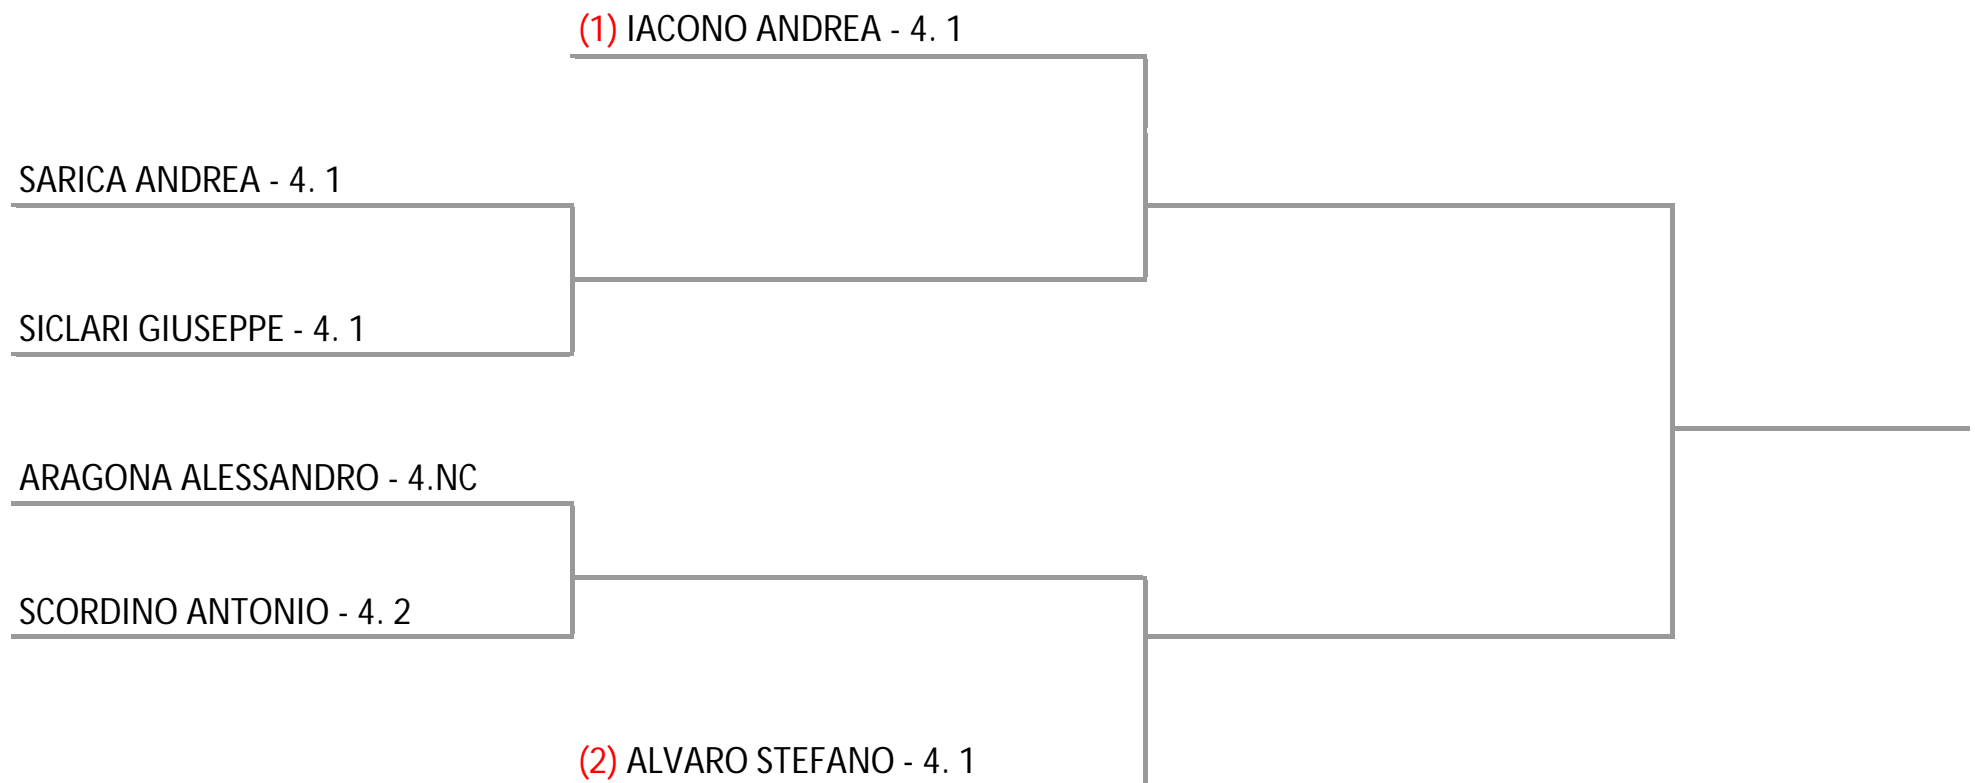 (1) IACONO ANDREA - 4. 1
SARICA ANDREA - 4. 1
SICLARI GIUSEPPE - 4. 1
ARAGONA ALESSANDRO - 4.NC
SCORDINO ANTONIO - 4. 2
(2) ALVARO STEFANO - 4. 1